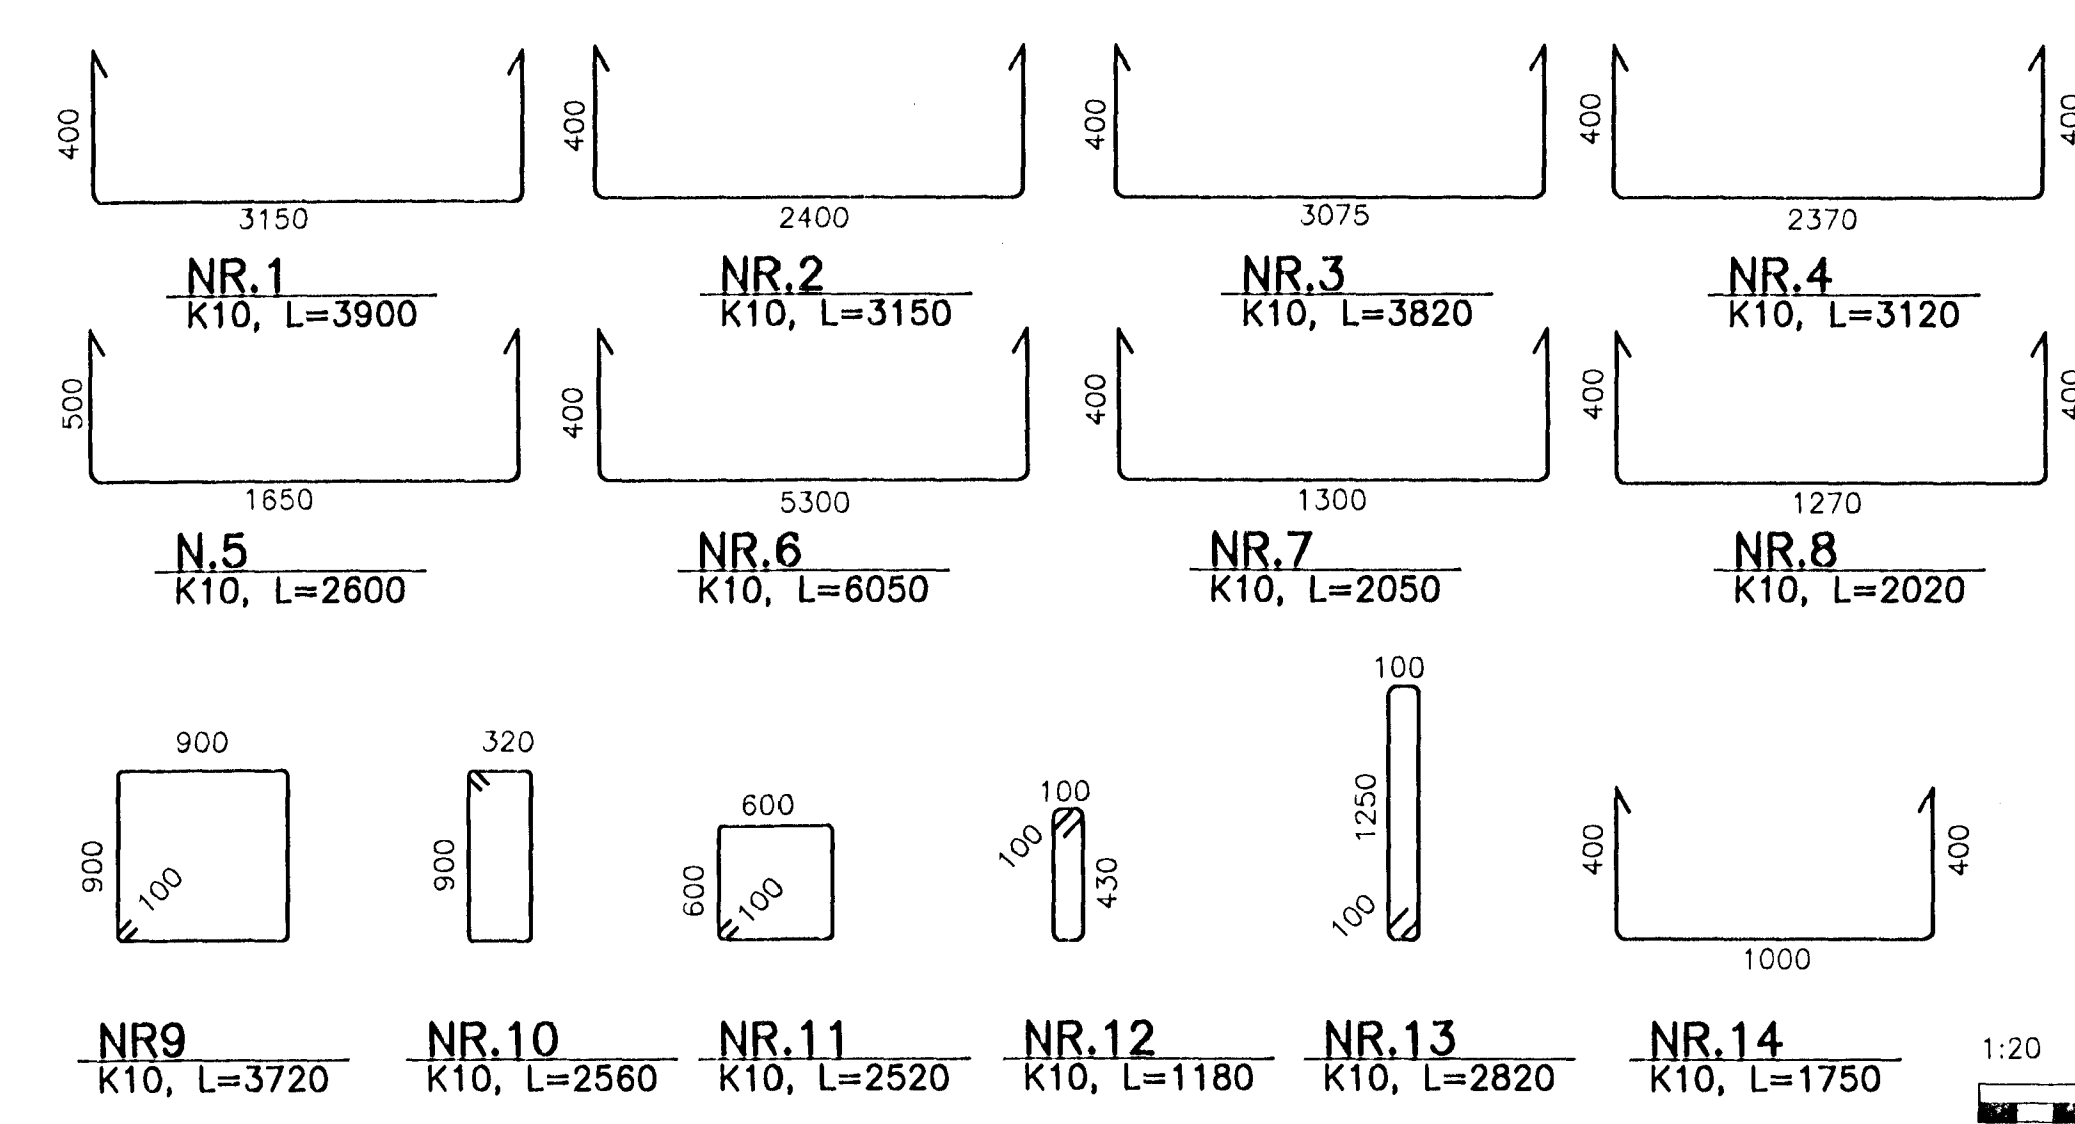 400
400
400
400
400
3150
2400
3075
2370
NR.1
NR.2
NR.3
NR.4
K10, L=3900
K10, L=3150
K10, L=3820
K10, L=3120
500
400
400
400
400
1650
5300
1300
1270
N.5
NR.6
NR.7
NR.8
K10, L=2600
K10, L=6050
K10, L=2050
K10, L=2020
900
900
100
320
900
600
600
100
100
100
430
100
1250
100
400
400
1000
NR9
NR.10
NR.11
NR.12
NR.13
NR.14
K10, L=3720
K10, L=2560
K10, L=2520
K10, L=1180
K10, L=2820
K10, L=1750
1:20